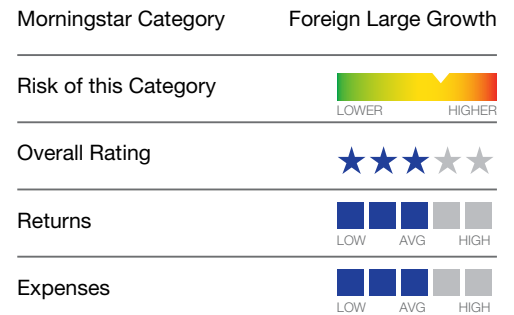 Morningstar Category Foreign Large Growth
Risk of this Category
LOWER HIGHER
Overall Rating
Returns
LOW AVG HIGH
Expenses
LOW AVG HIGH